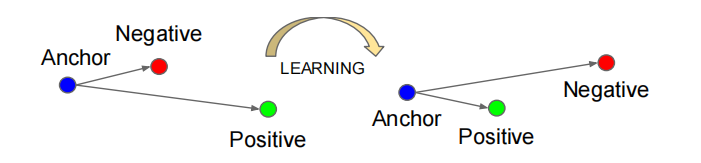 Negative
Anchor
Positive
LEARNING
Negative
Anchor
Positive